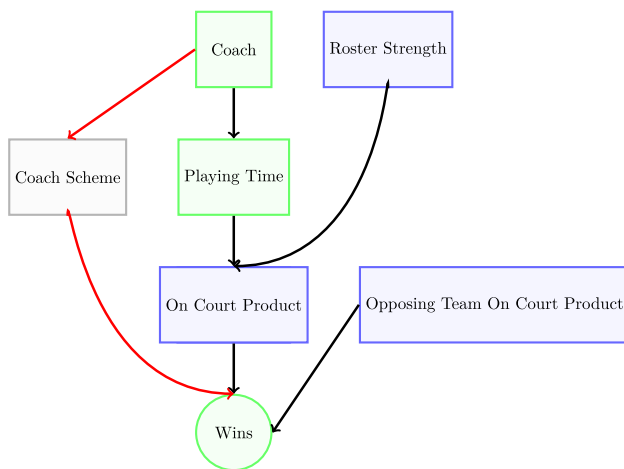 Coach
Roster Strength
Coach Scheme
Playing Time
On Court Product
Opposing Team On Court Product
Wins